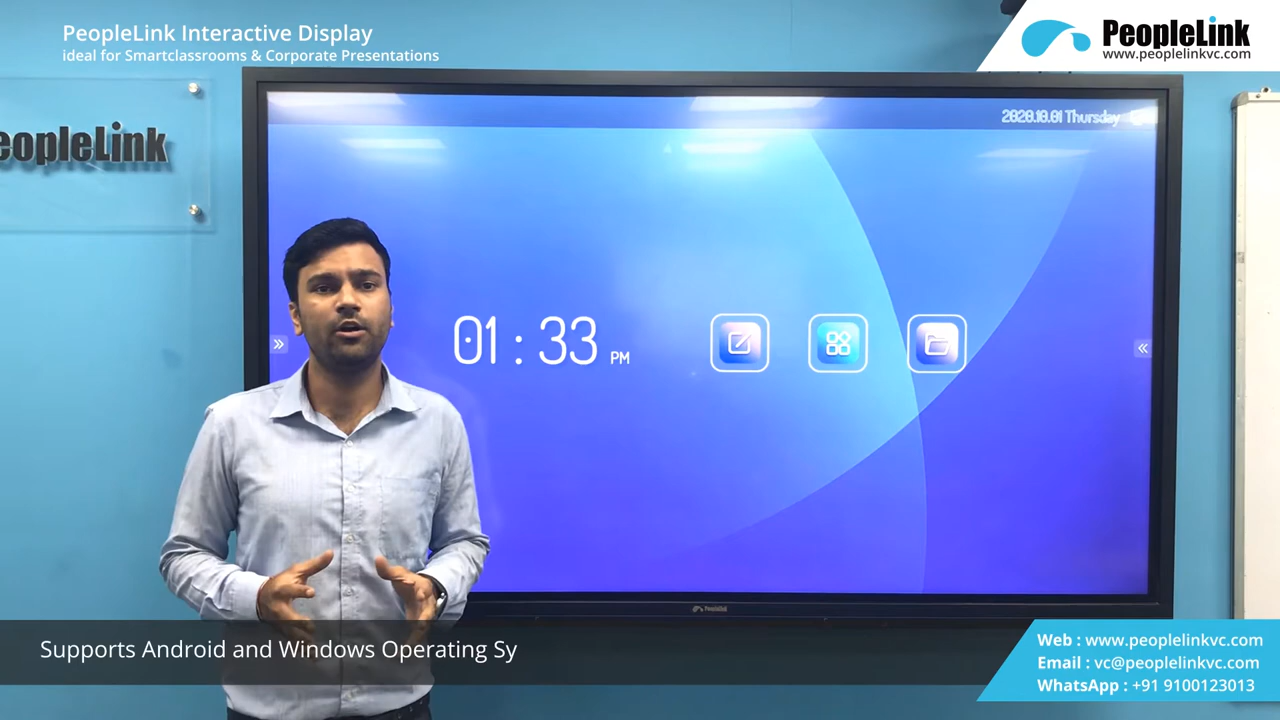 PeopleLink Interactive Display
ideal for Smartclassrooms & Corporate Presentations
PeopleLink
www.peoplelinkvc.com
eopleLink
2020.10.01 Thursday
01 : 33 PM
PeopleLink
Supports Android and Windows Operating Sy
Web : www.peoplelinkvc.com
Email : vc@peoplelinkvc.com
WhatsApp : +91 9100123013